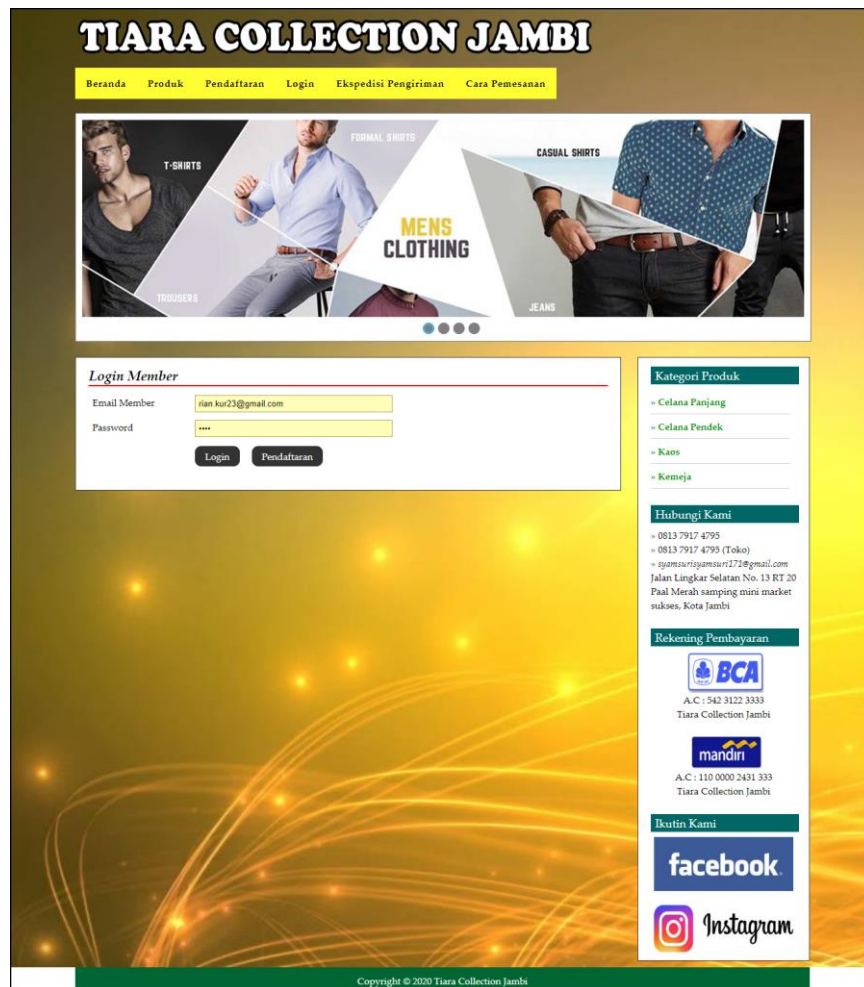 TIARA COLLECTION JAMBI
Beranda Produk Pendaftaran Login Ekspedisi Pengiriman Cara Pemesanan
T-SHIRTS
FORMAL SHIRTS
CASUAL SHIRTS
MENS
CLOTHING
TROUSERS
JEANS
Login Member
Email Member rian kur23@gmail.com
Password ••••
Login Pendaftaran
Kategori Produk
» Celana Panjang
» Celana Pendek
» Kaos
» Kemeja
Hubungi Kami
» 0813 7917 4795
» 0813 7917 4795 (Toko)
» syamsurisyamsuri171@gmail.com
Jalan Lingkar Selatan No. 13 RT 20
Paal Merah samping mini market
sukses, Kota Jambi
Rekening Pembayaran
BCA
A.C : 542 3122 3333
Tiara Collection Jambi
mandiri
A.C : 110 0000 2431 333
Tiara Collection Jambi
Ikutin Kami
facebook
Instagram
Copyright © 2020 Tiara Collection Jambi